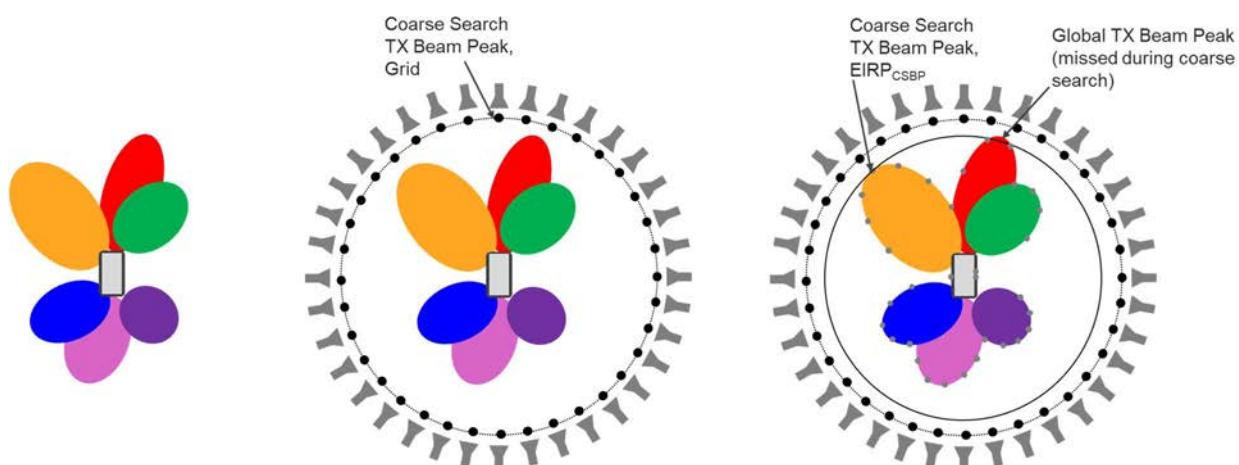 Coarse Search
TX Beam Peak,
Grid
Coarse Search
TX Beam Peak,
EIRPCSBP
Global TX Beam Peak
(missed during coarse
search)